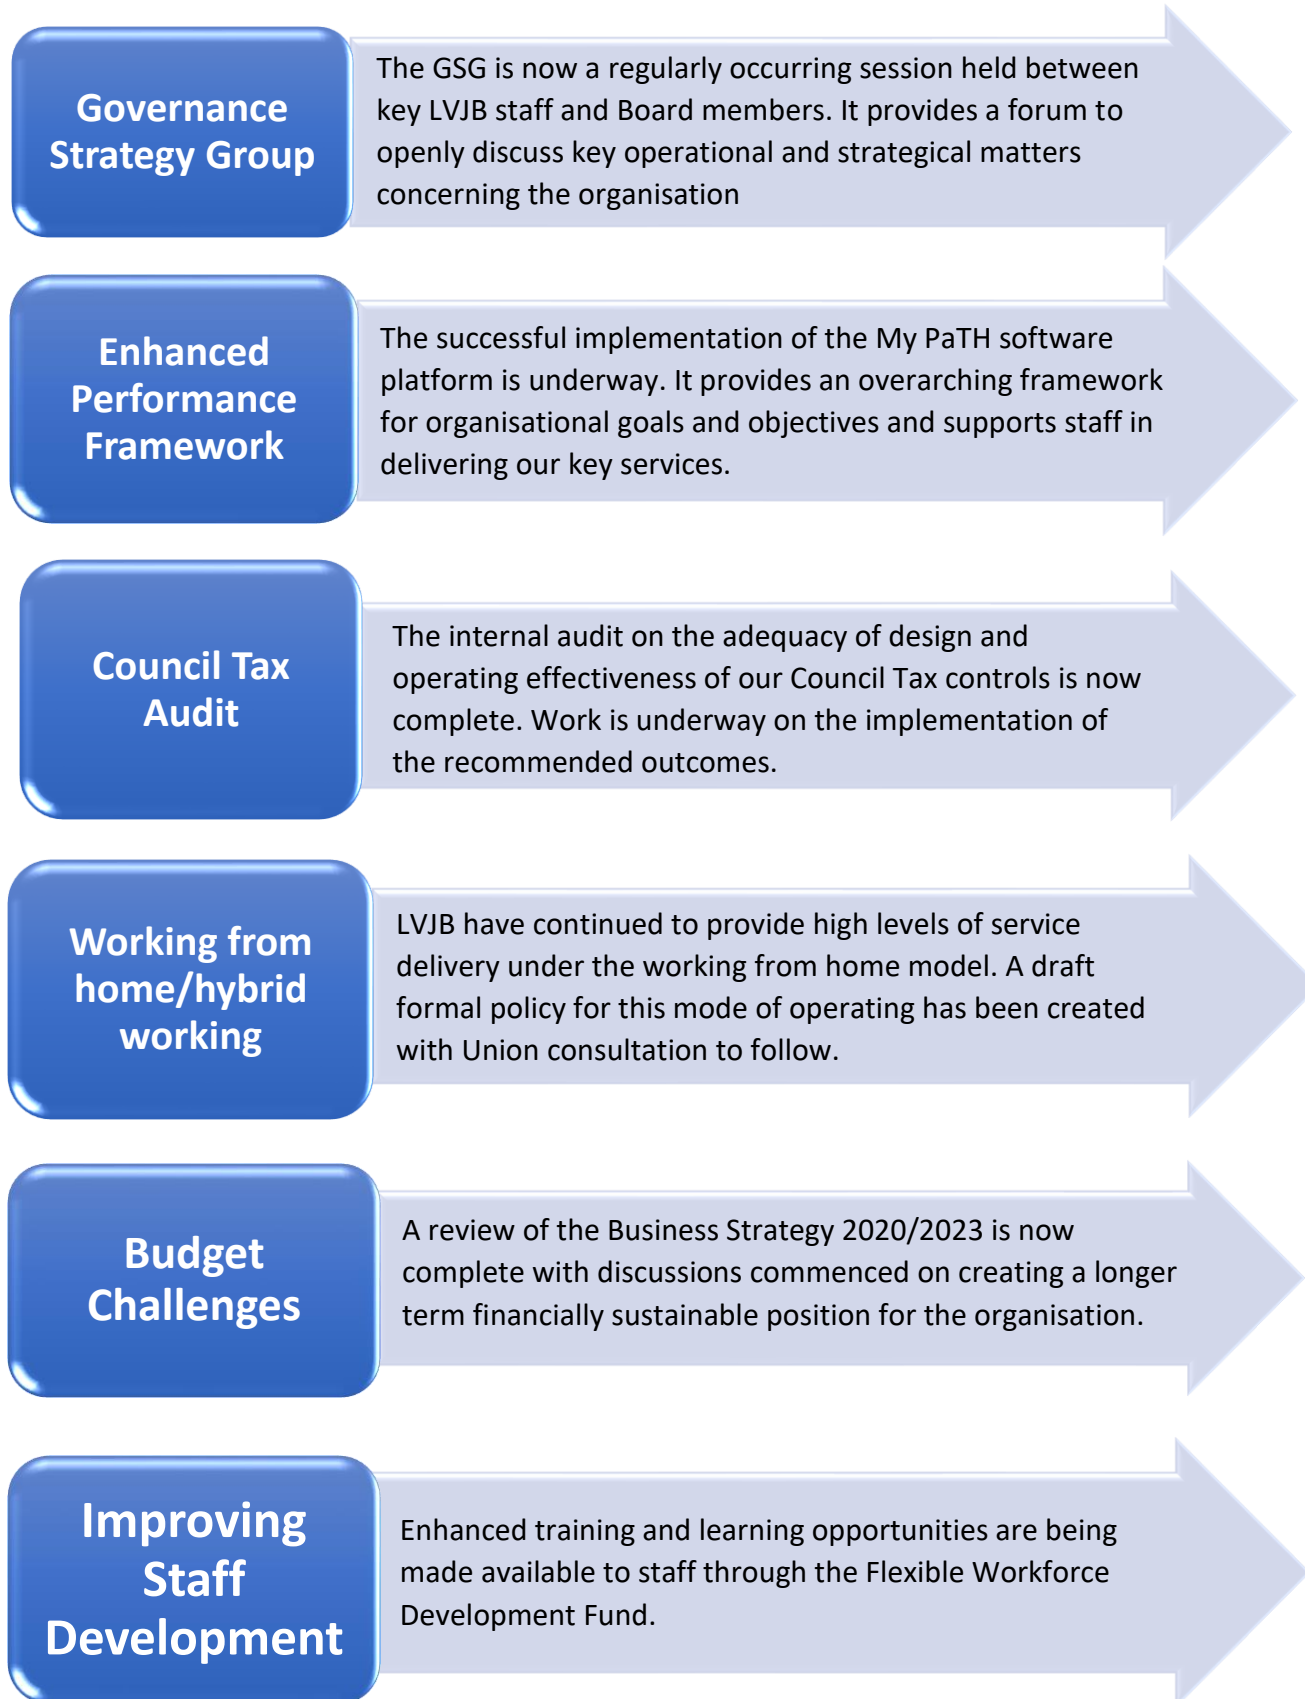 Governance
Strategy Group
The GSG is now a regularly occurring session held between
key LVJB staff and Board members. It provides a forum to
openly discuss key operational and strategical matters
concerning the organisation
Enhanced
Performance
Framework
The successful implementation of the My PaTH software
platform is underway. It provides an overarching framework
for organisational goals and objectives and supports staff in
delivering our key services.
Council Tax
Audit
The internal audit on the adequacy of design and
operating effectiveness of our Council Tax controls is now
complete. Work is underway on the implementation of
the recommended outcomes.
Working from
home/hybrid
working
LVJB have continued to provide high levels of service
delivery under the working from home model. A draft
formal policy for this mode of operating has been created
with Union consultation to follow.
Budget
Challenges
A review of the Business Strategy 2020/2023 is now
complete with discussions commenced on creating a longer
term financially sustainable position for the organisation.
Improving
Staff
Development
Enhanced training and learning opportunities are being
made available to staff through the Flexible Workforce
Development Fund.